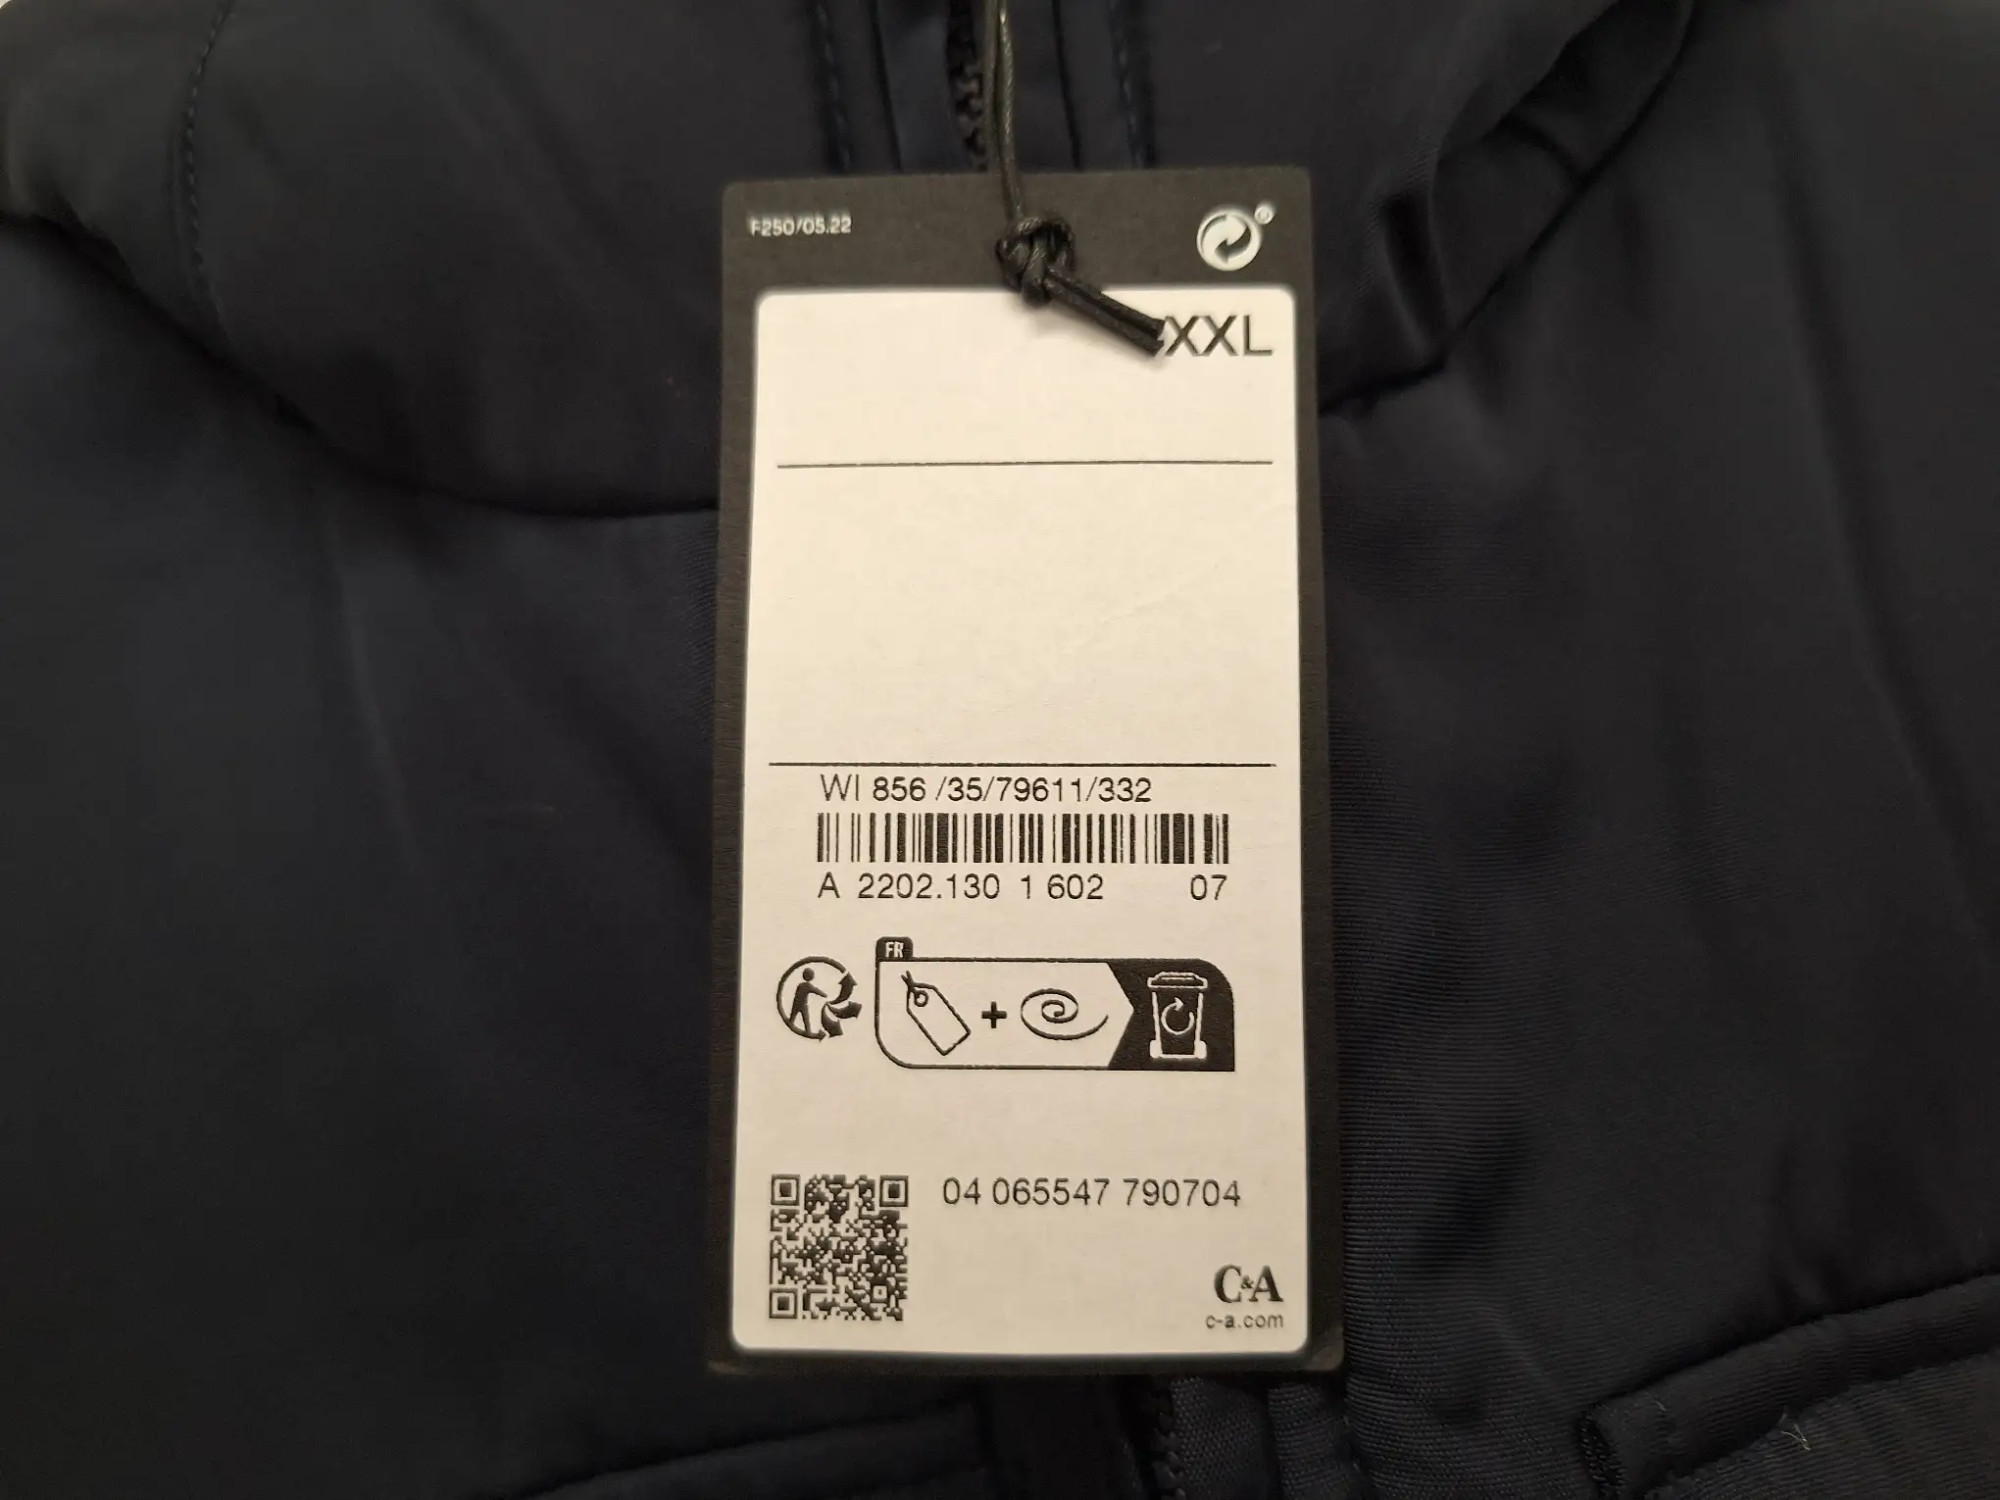 F250/05.22
XXL
WI 856 /35/79611/332
A 2202.130 1 602 07
FR
04 065547 790704
C&A
c-a.com